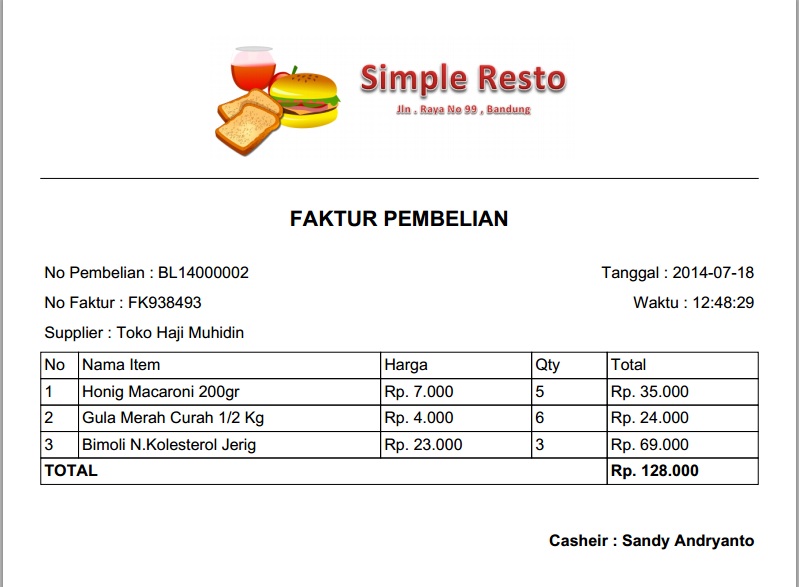 Simple Resto
Jln . Raya No 99 , Bandung
FAKTUR PEMBELIAN
No Pembelian : BL14000002 Tanggal : 2014-07-18
No Faktur : FK938493 Waktu : 12:48:29
Supplier : Toko Haji Muhidin
No Nama Item Harga Qty Total
1 Honig Macaroni 200gr Rp. 7.000 5 Rp. 35.000
2 Gula Merah Curah 1/2 Kg Rp. 4.000 6 Rp. 24.000
3 Bimoli N.Kolesterol Jerig Rp. 23.000 3 Rp. 69.000
TOTAL Rp. 128.000
Casheir : Sandy Andryanto